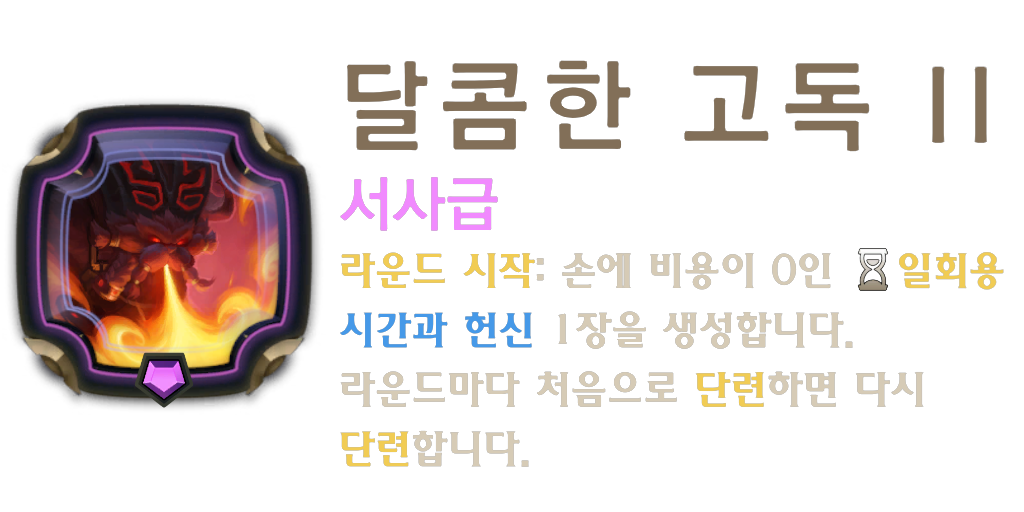 달콤한 고독 II
서사급
라운드 시작: 손에 비용이 0인 일회용
시간과 헌신 1장을 생성합니다.
라운드마다 처음으로 단련하면 다시
단련합니다.